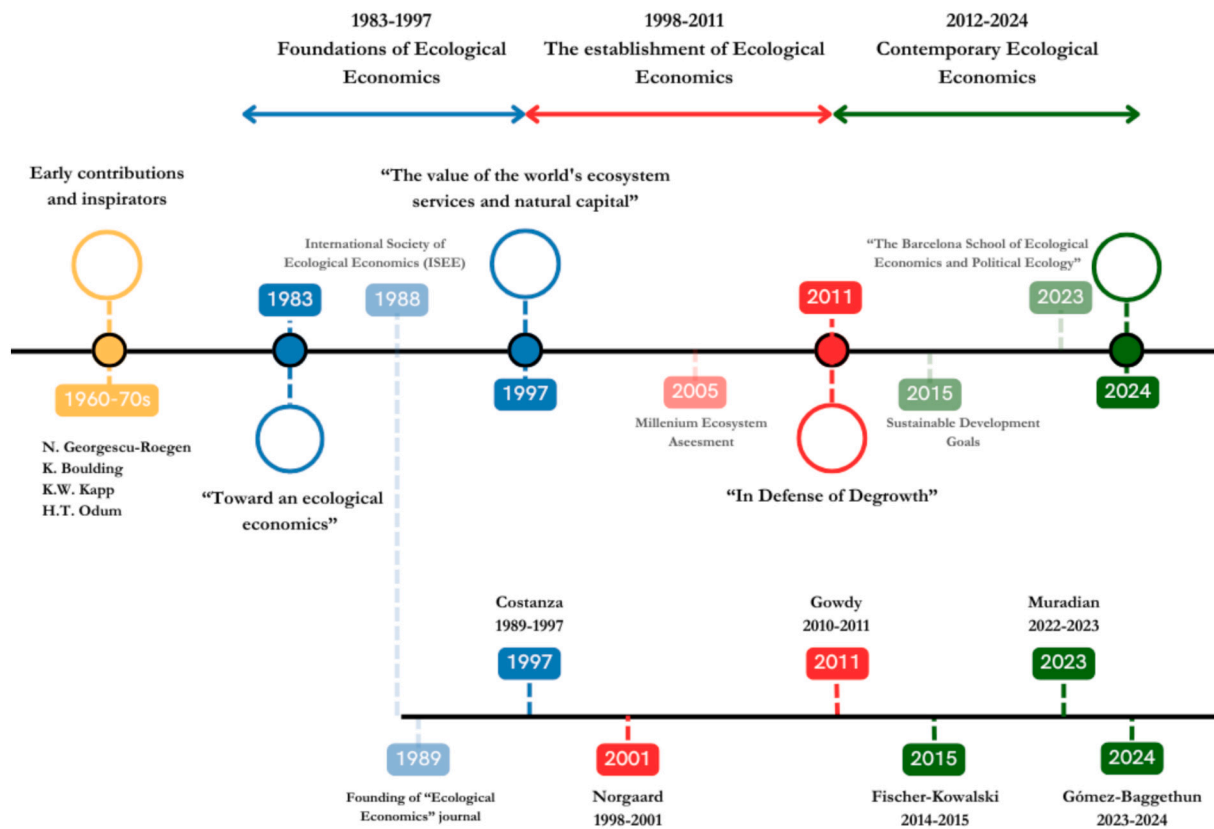 1983-1997
Foundations of Ecological
Economics
1998-2011
The establishment of Ecological
Economics
2012-2024
Contemporary Ecological
Economics
Early contributions
and inspirators
“The value of the world's ecosystem
services and natural capital”
International Society of
Ecological Economics (ISEE)
“The Barcelona School of Ecological
Economics and Political Ecology”
1983
1988
2011
2023
1960-70s
1997
2005
2015
2024
Millenium Ecosystem
Aseesment
Sustainable Development
Goals
N. Georgescu-Roegen
K. Boulding
K.W. Kapp
H.T. Odum
“Toward an ecological
economics”
“In Defense of Degrowth”
Costanza
1989-1997
Gowdy
2010-2011
Muradian
2022-2023
1997
2011
2023
1989
2001
2015
2024
Founding of “Ecological
Economics” journal
Norgaard
1998-2001
Fischer-Kowalski
2014-2015
Gómez-Baggethun
2023-2024